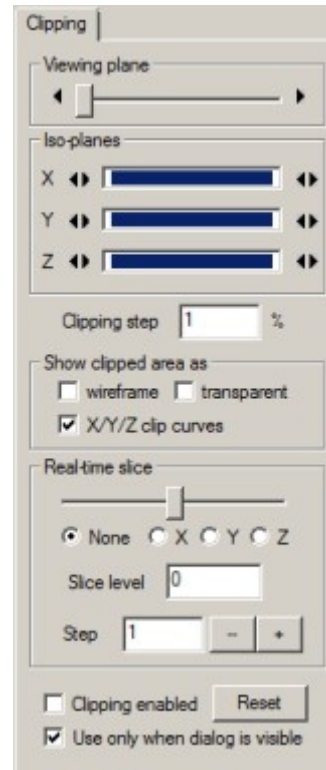 Clipping
Viewing plane
Iso-planes
X
Y
Z
Clipping step 1 %
Show clipped area as
wireframe transparent
X/Y/Z clip curves
Real-time slice
None X Y Z
Slice level 0
Step 1 -- +
Clipping enabled Reset
Use only when dialog is visible